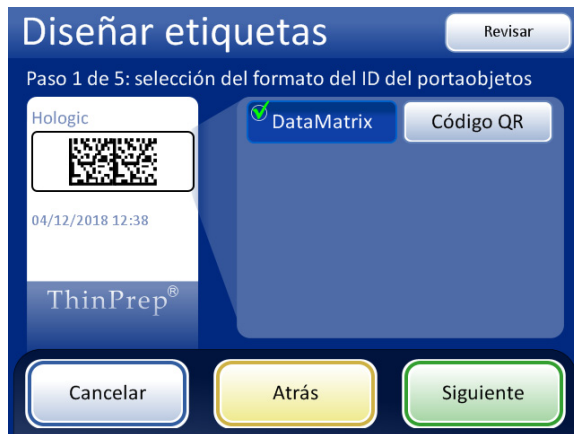 Diseñar etiquetas
Revisar
Paso 1 de 5: selección del formato del ID del portaobjetos
Hologic
DataMatrix
Código QR
04/12/2018 12:38
ThinPrep®
Cancelar
Atrás
Siguiente